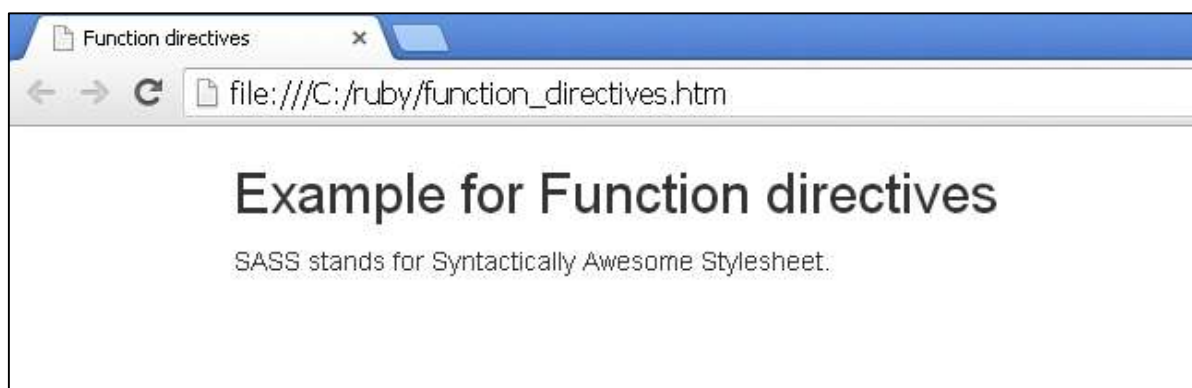 Function directives
file:///C:/ruby/function_directives.htm
Example for Function directives
SASS stands for Syntactically Awesome Stylesheet.